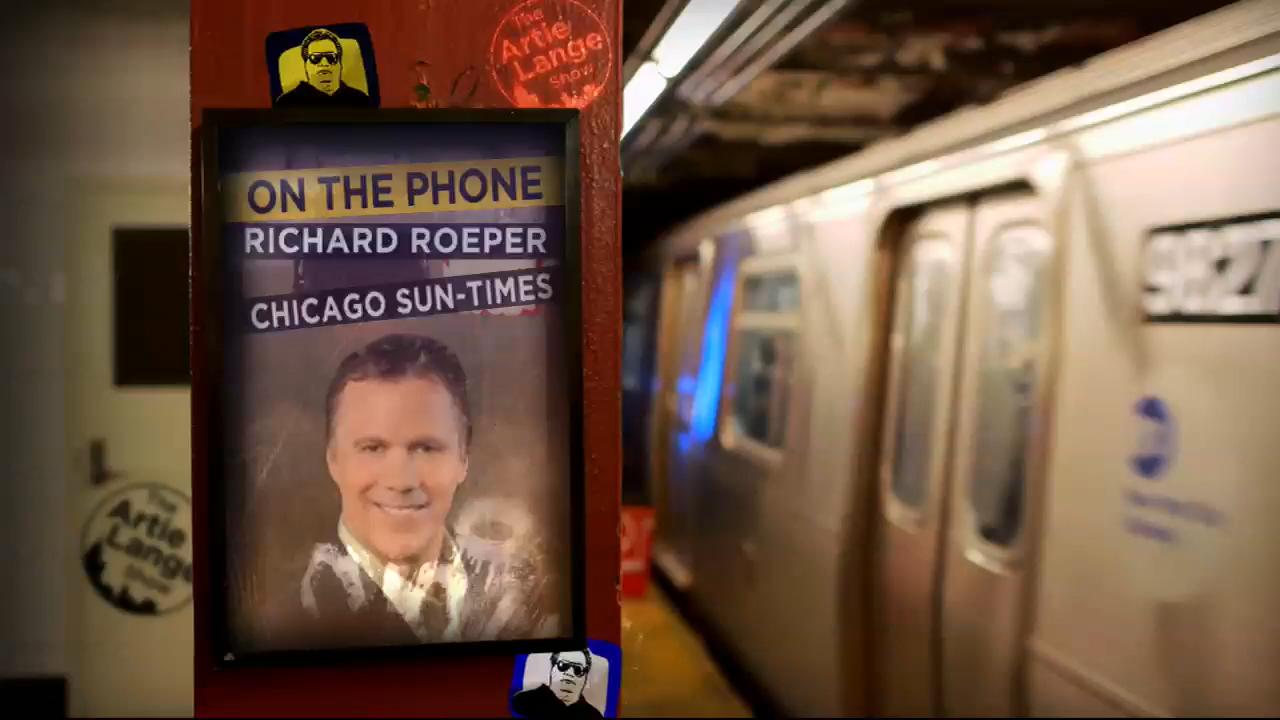 The
Artie
Lange
Show
ON THE PHONE
RICHARD ROEPER
CHICAGO SUN-TIMES
The
Artie
Lange
Show